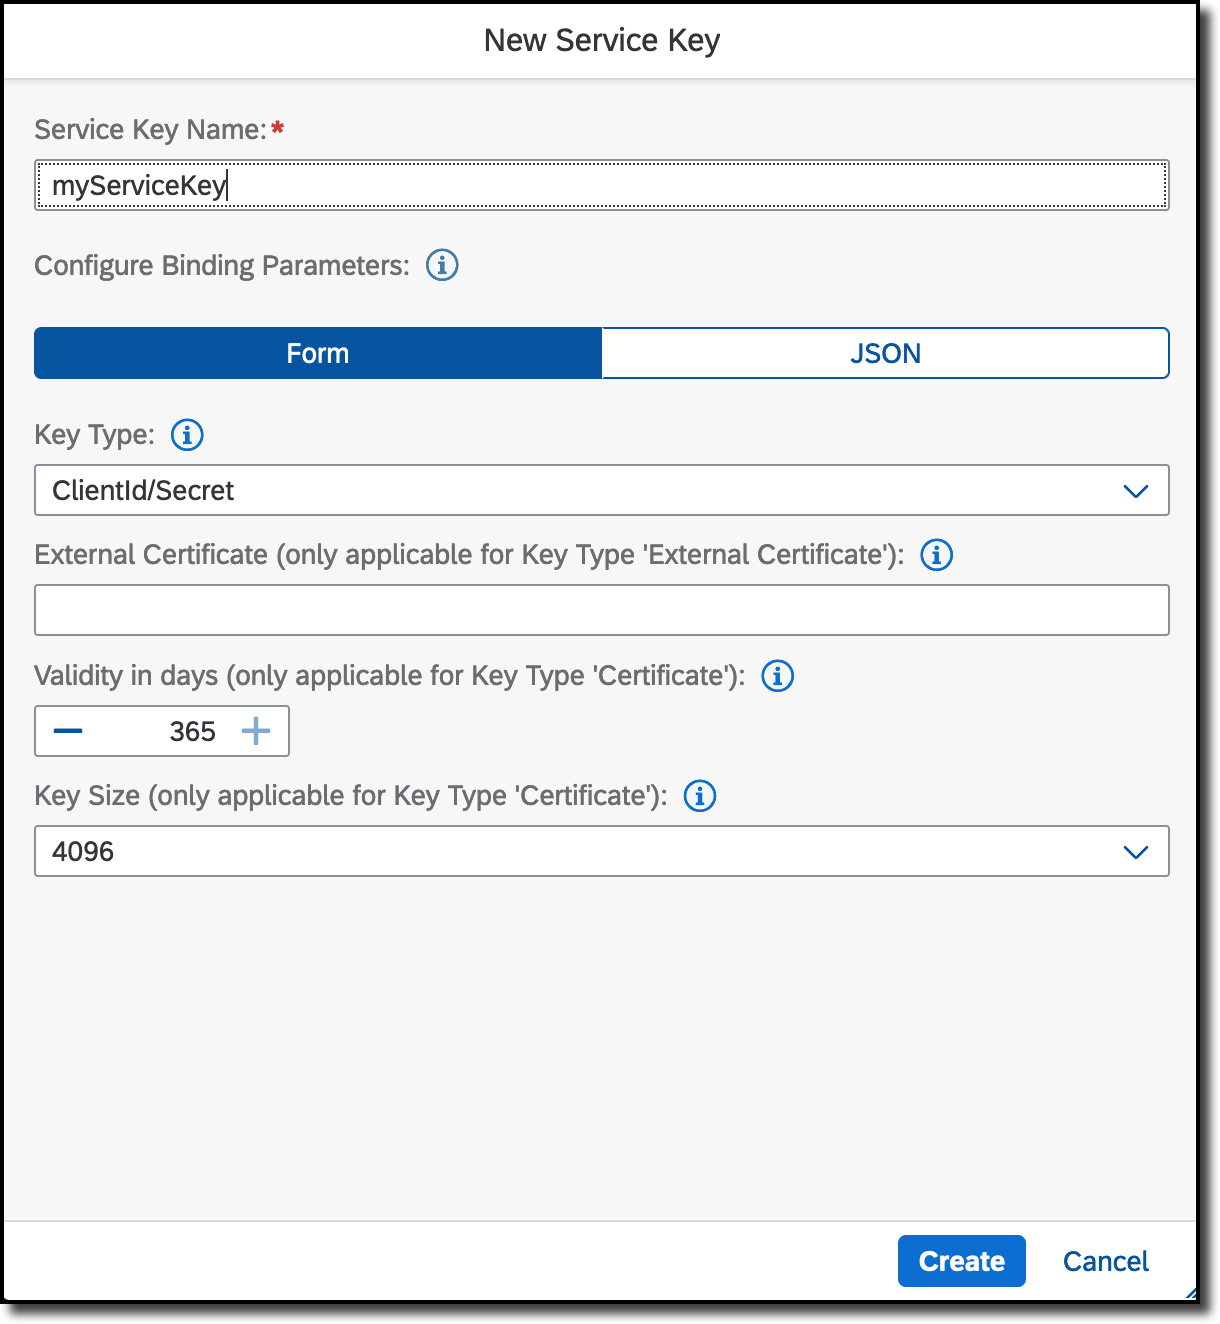 New Service Key
Service Key Name:*
myServiceKey
Configure Binding Parameters:
Form
JSON
Key Type:
ClientId/Secret
External Certificate (only applicable for Key Type 'External Certificate'):
Validity in days (only applicable for Key Type 'Certificate'):
365
Key Size (only applicable for Key Type 'Certificate'):
4096
Create
Cancel